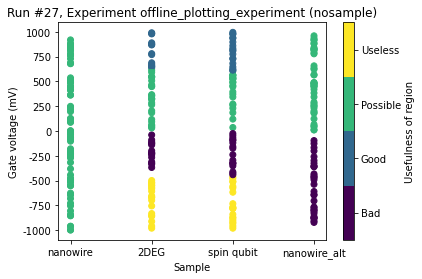 Run #27, Experiment offline_plotting_experiment (nosample)
1000
750
500
250
0
-250
-500
-750
-1000
Gate voltage (mV)
nanowire
2DEG
spin qubit
nanowire_alt
Sample
Useless
Possible
Good
Bad
Usefulness of region